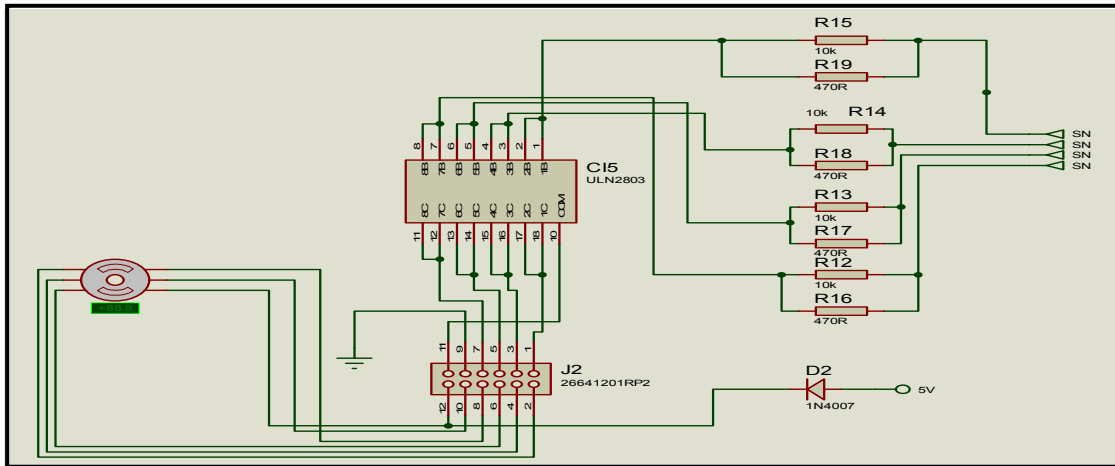 R15
10k
R19
470R
10k R14
R18
470R
R13
10k
R17
470R
R12
10k
R16
470R
SN
SN
SN
SN
8 7 6 5 4 3 2 1
8B 7B 6B 5B 4B 3B 2B 1B
CI5
ULN2803
8C 7C 6C 5C 4C 3C 2C 1C COM
11 12 13 14 15 16 17 18 10
11 9 7 5 3 1
J2
26641201RP2
12 10 8 6 4 2
D2
1N4007
5V